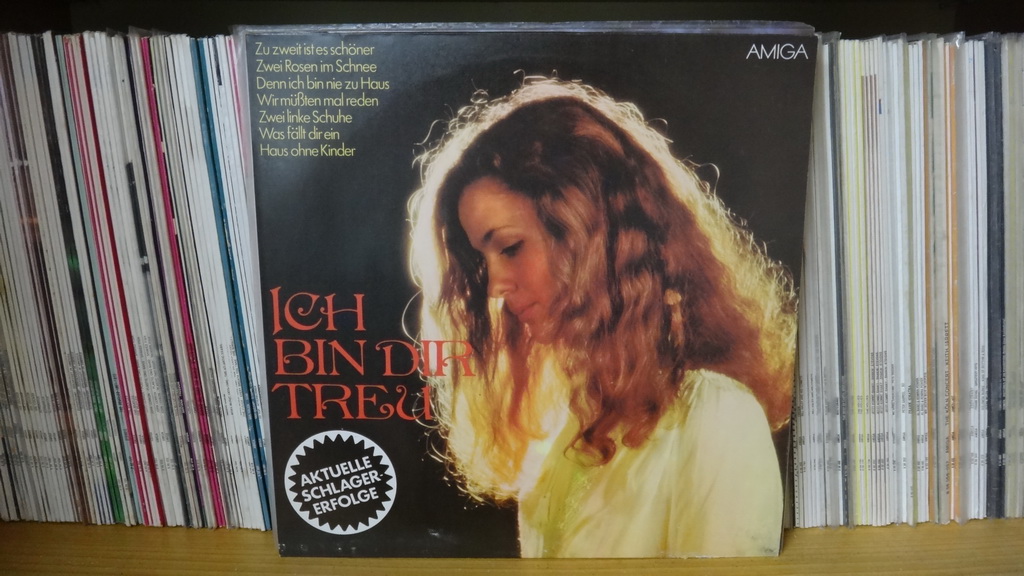 Zu zweit ist es schöner
Zwei Rosen im Schnee
Denn ich bin nie zu Haus
Wir müßten mal reden
Zwei linke Schuhe
Was fällt dir ein
Haus ohne Kinder
AMIGA
ICH
BIN DIR
TREU
AKTUELLE
SCHLAGER-
ERFOLGE